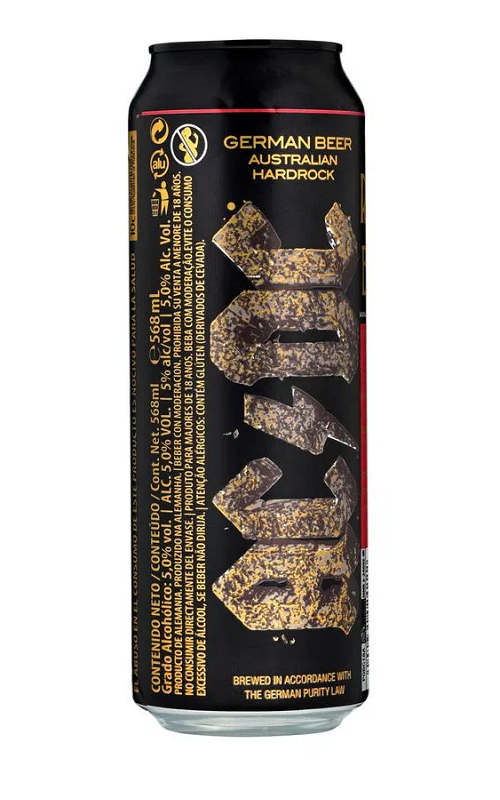 GERMAN BEER
AUSTRALIAN
HARDROCK
AC DC
BREWED IN ACCORDANCE WITH
THE GERMAN PURITY LAW
EL ABUSO EN EL CONSUMO DE ESTE PRODUCTO ES NOCIVO PARA LA SALUD
CONTENIDO NETO / CONTEÚDO / Cont. Net. 568ml ℮568 mL
Grado Alcohólico: 5,0% vol. | ALC. 5,0% VOL. | 5% alc/vol | 5,0% Alc. Vol.
PRODUCTO DE ALEMANIA. PRODUZIDO NA ALEMANHA. | BEBER CON MODERACION. PROHIBIDA SU VENTA A MENORE DE 18 AÑOS.
NO CONSUMIR DIRECTAMENTE DEL ENVASE. | PRODUTO PARA MAIORES DE 18 ANOS. BEBA COM MODERAÇÃO.EVITE O CONSUMO
EXCESSIVO DE ÁLCOOL, SE BEBER NÃO DIRIJA. | ATENÇÃO ALÉRGICOS: CONTÉM GLUTEN (DERIVADOS DE CEVADA).
alu